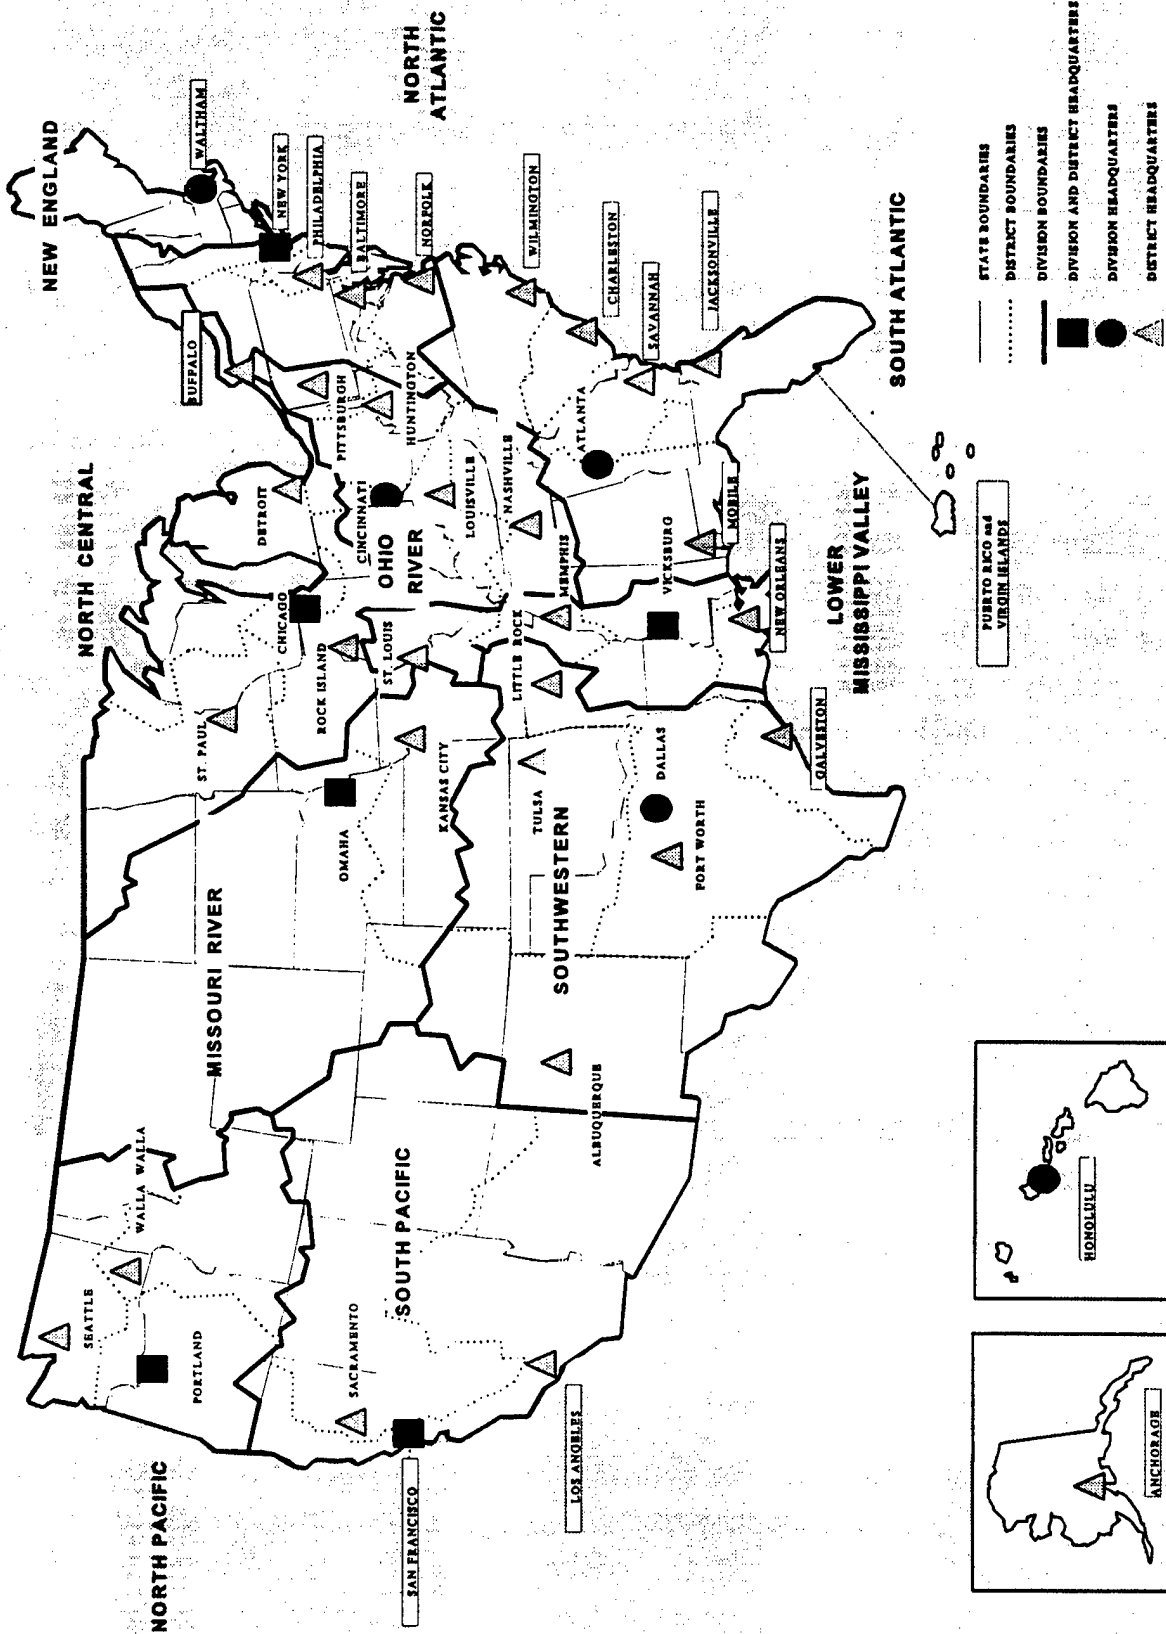 NORTH PACIFIC
SEATTLE
WALLA WALLA
PORTLAND
MISSOURI RIVER
ST. PAUL
NORTH CENTRAL
BUFFALO
NEW ENGLAND
WALTHAM
SACRAMENTO
SAN FRANCISCO
SOUTH PACIFIC
OMAHA
ROCK ISLAND
CHICAGO
DETROIT
ST. LOUIS
KANSAS CITY
CINCINNATI
OHIO
RIVER
PITTSBURGH
HUNTINGTON
LOUISVILLE
NASHVILLE
NEW YORK
PHILADELPHIA
BALTIMORE
NORFOLK
NORTH
ATLANTIC
LOS ANGELES
ALBUQUERQUE
SOUTHWESTERN
TULSA
LITTLE ROCK
MEMPHIS
ATLANTA
WILMINGTON
CHARLESTON
SAVANNAH
JACKSONVILLE
DALLAS
FORT WORTH
VICKSBURG
MOBILE
NEW ORLEANS
GALVESTON
LOWER
MISSISSIPPI VALLEY
SOUTH ATLANTIC
PUERTO RICO and
VIRGIN ISLANDS
ANCHORAGE
HONOLULU
STATE BOUNDARIES
DISTRICT BOUNDARIES
DIVISION BOUNDARIES
DIVISION AND DISTRICT HEADQUARTERS
DIVISION HEADQUARTERS
DISTRICT HEADQUARTERS